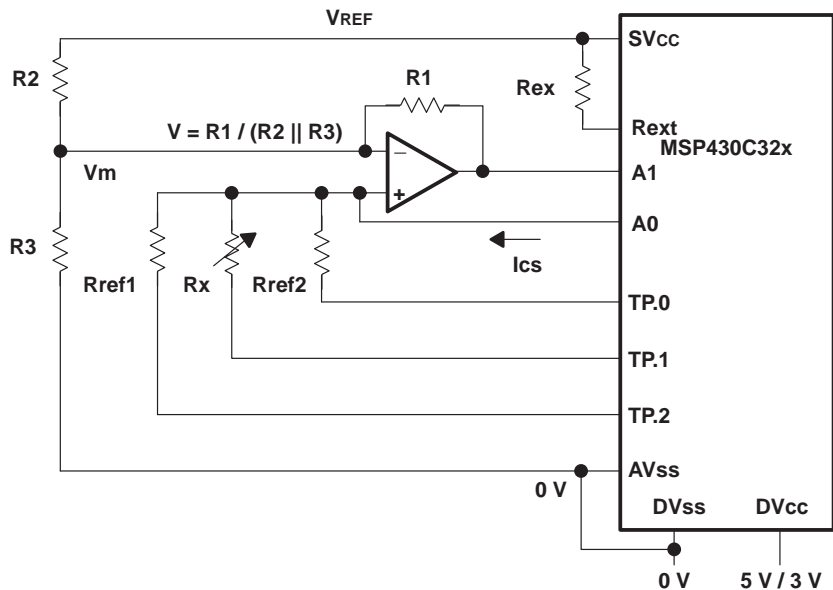 VREF
SVCC
R2
R1
Rex
V = R1 / (R2 || R3)
Rext
MSP430C32x
Vm
–
A1
+
A0
R3
Ics
Rref1
Rx
Rref2
TP.0
TP.1
TP.2
AVss
0 V
DVss
DVcc
0 V
5 V / 3 V